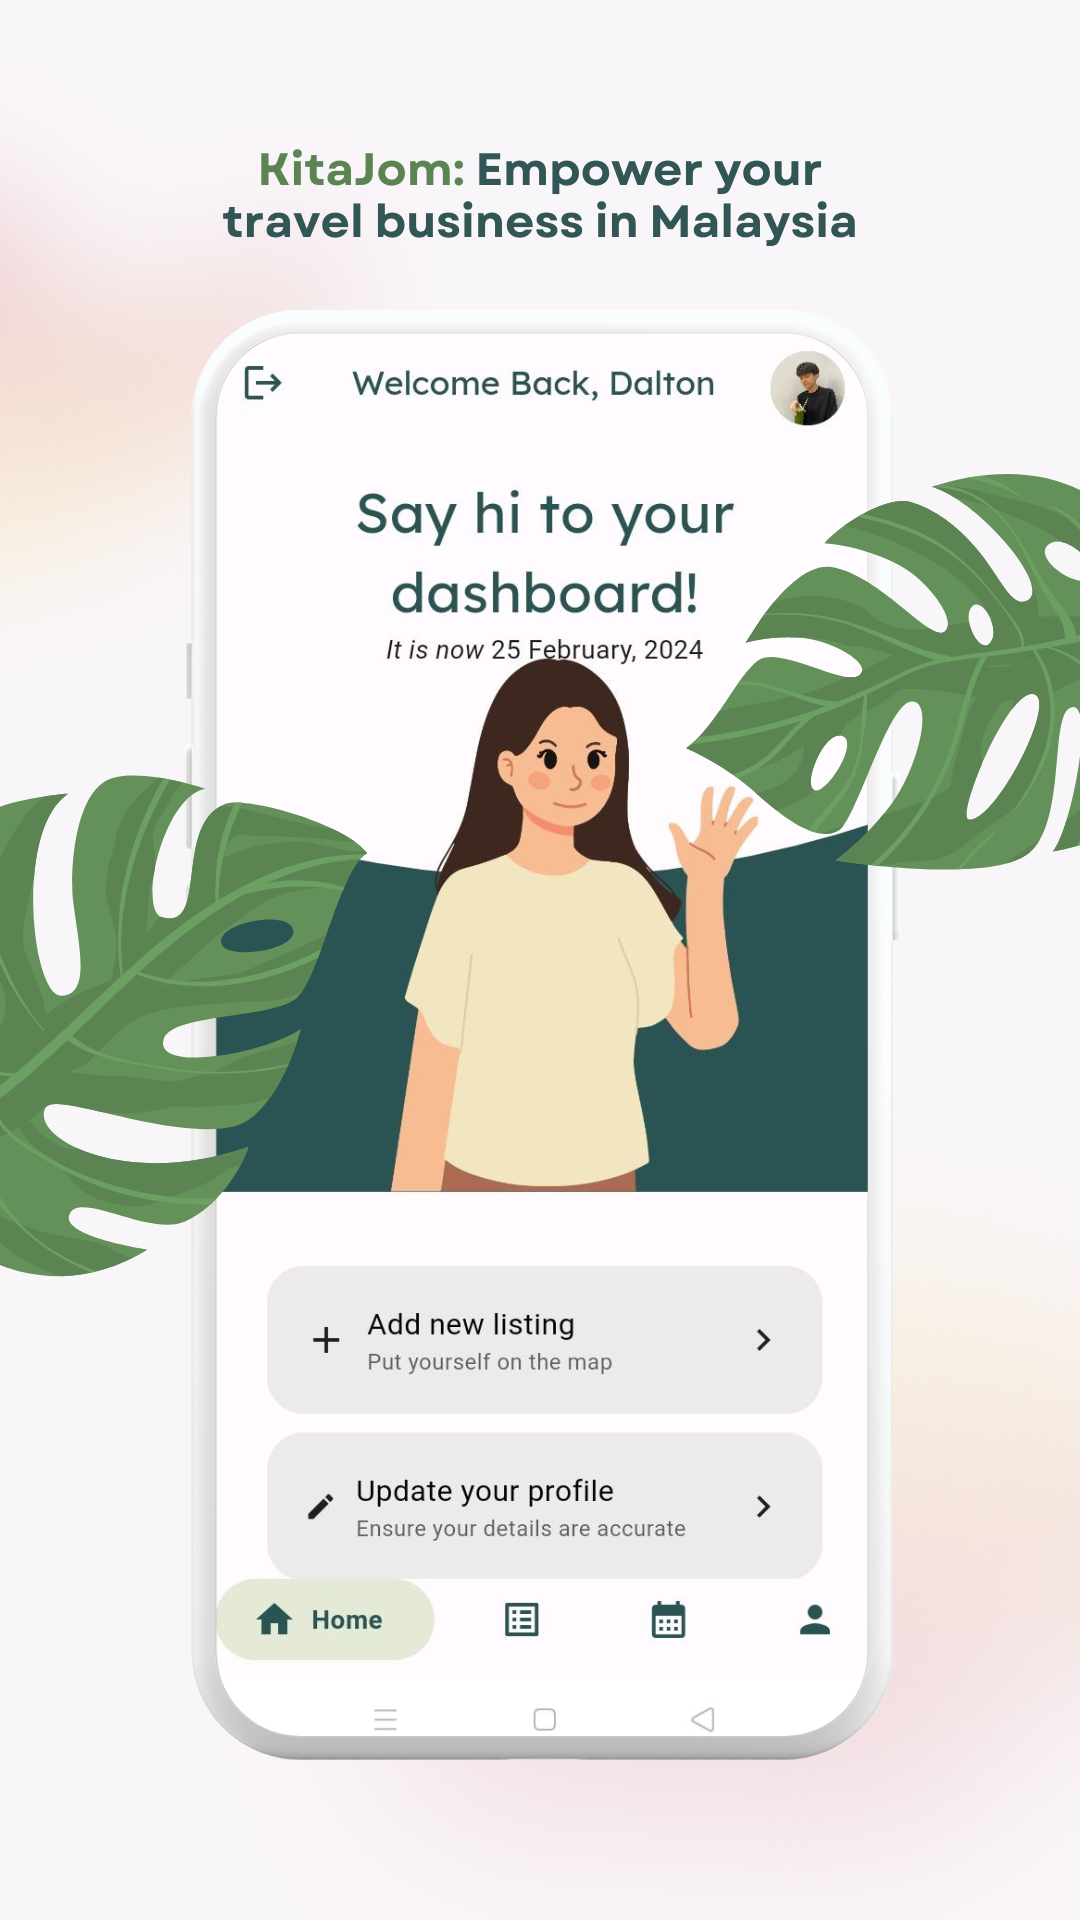 KitaJom: Empower your
travel business in Malaysia
Welcome Back, Dalton
Say hi to your
dashboard!
It is now 25 February, 2024
Add new listing
Put yourself on the map
Update your profile
Ensure your details are accurate
Home